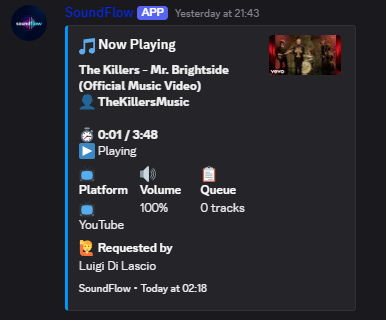 SoundFlow APP Yesterday at 21:43
🎵 Now Playing
The Killers - Mr. Brightside
(Official Music Video)
👤 TheKillersMusic
⏱️ 0:01 / 3:48
▶️ Playing
Platform Volume Queue
YouTube 100% 0 tracks
🙋 Requested by
Luigi Di Lascio
SoundFlow • Today at 02:18
vevo